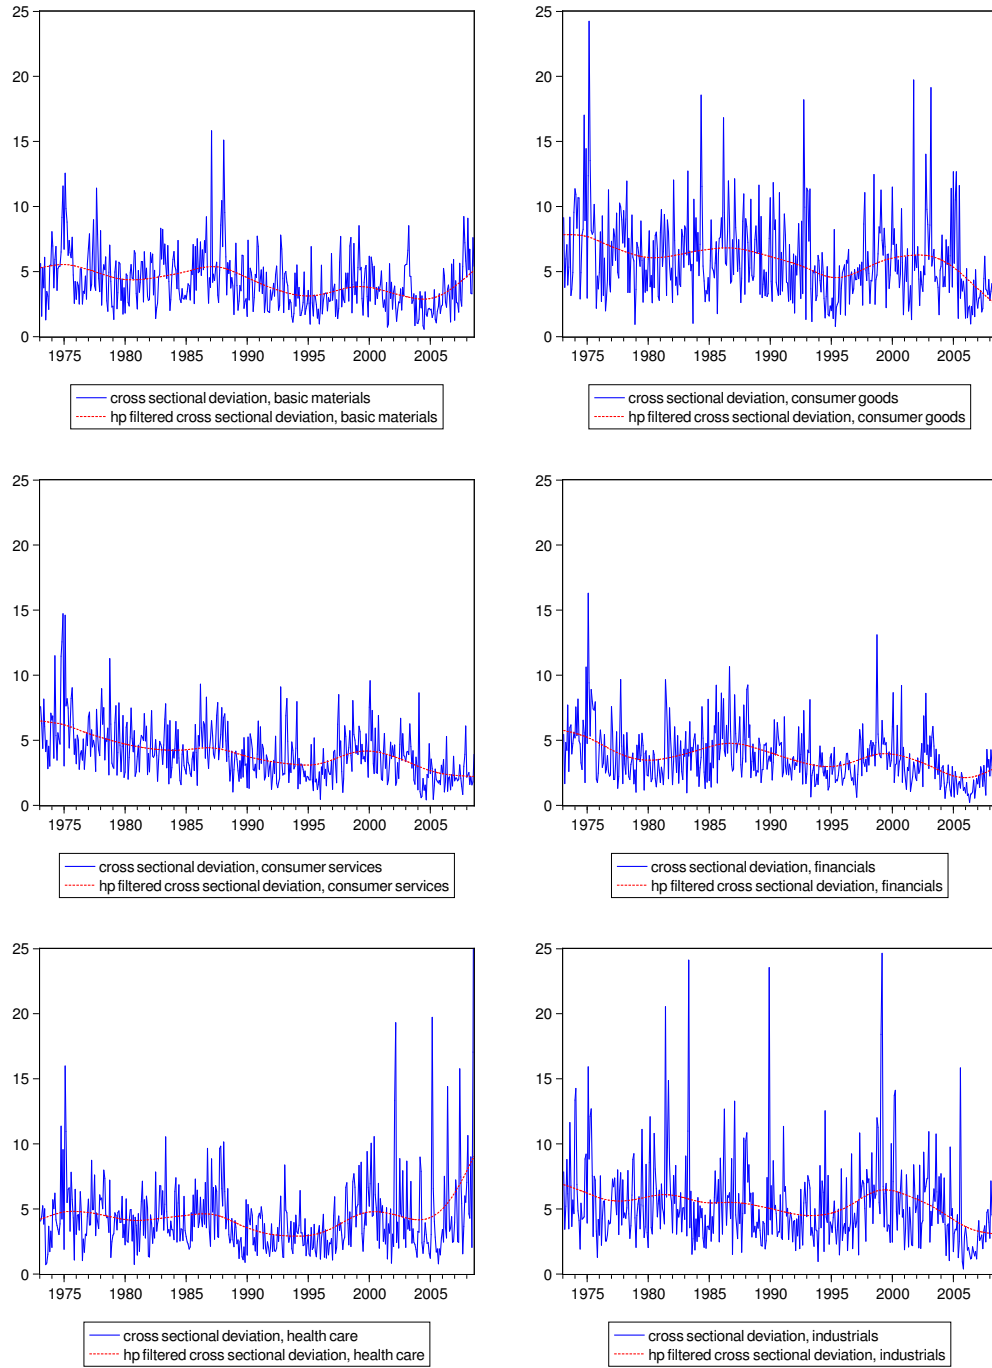 25
20
15
10
5
0
1975 1980 1985 1990 1995 2000 2005
cross sectional deviation, basic materials
hp filtered cross sectional deviation, basic materials
25
20
15
10
5
0
1975 1980 1985 1990 1995 2000 2005
cross sectional deviation, consumer goods
hp filtered cross sectional deviation, consumer goods
25
20
15
10
5
0
1975 1980 1985 1990 1995 2000 2005
cross sectional deviation, consumer services
hp filtered cross sectional deviation, consumer services
25
20
15
10
5
0
1975 1980 1985 1990 1995 2000 2005
cross sectional deviation, financials
hp filtered cross sectional deviation, financials
25
20
15
10
5
0
1975 1980 1985 1990 1995 2000 2005
cross sectional deviation, health care
hp filtered cross sectional deviation, health care
25
20
15
10
5
0
1975 1980 1985 1990 1995 2000 2005
cross sectional deviation, industrials
hp filtered cross sectional deviation, industrials